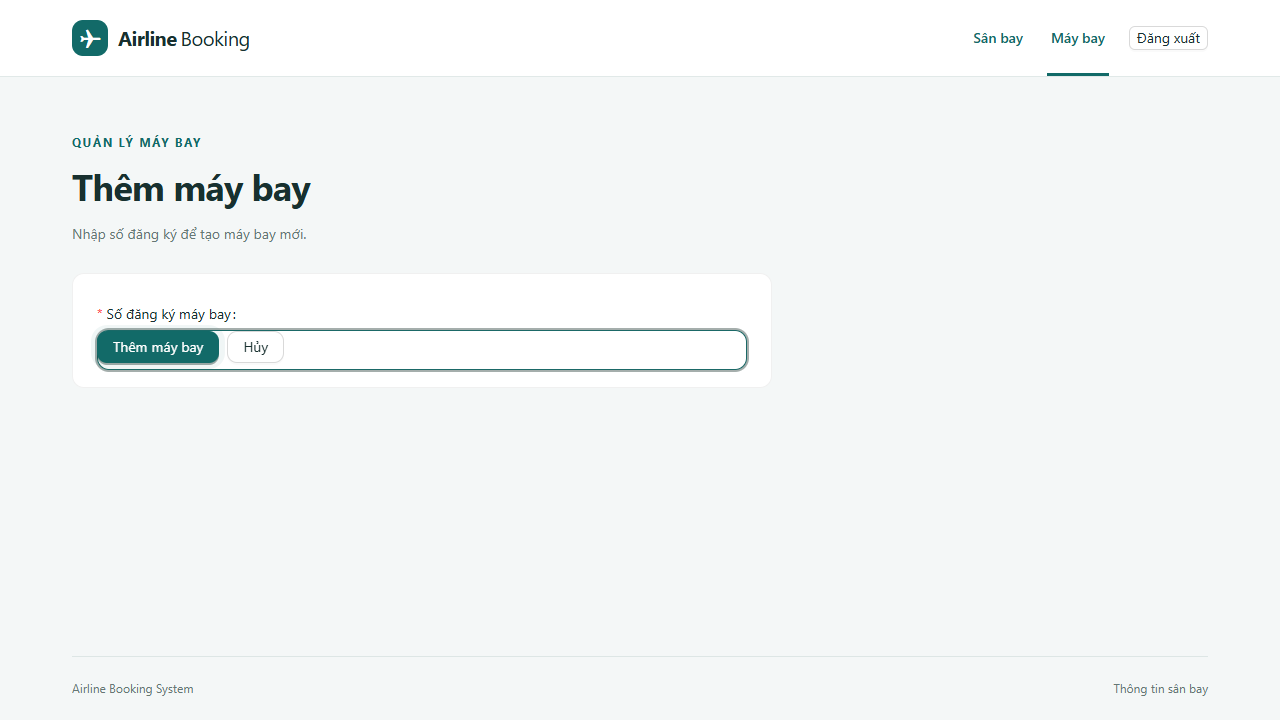 Airline Booking
Sân bay
Máy bay
Đăng xuất
QUẢN LÝ MÁY BAY
Thêm máy bay
Nhập số đăng ký để tạo máy bay mới.
* Số đăng ký máy bay:
Thêm máy bay
Hủy
Airline Booking System
Thông tin sân bay